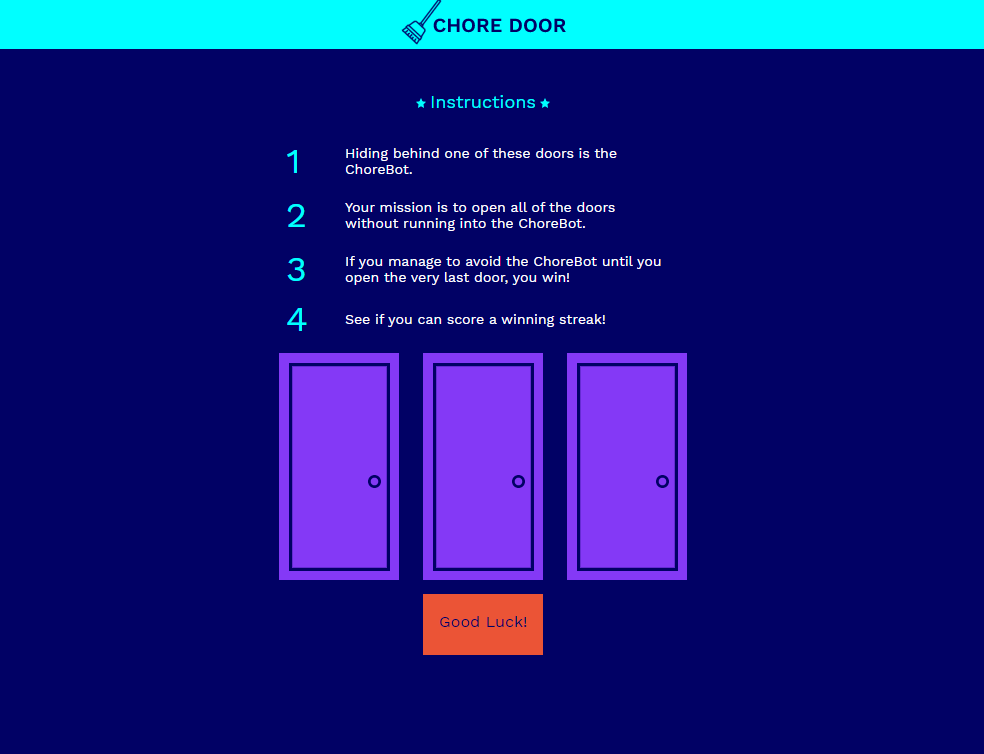 CHORE DOOR
Instructions
1
Hiding behind one of these doors is the
ChoreBot.
2
Your mission is to open all of the doors
without running into the ChoreBot.
3
If you manage to avoid the ChoreBot until you
open the very last door, you win!
4
See if you can score a winning streak!
Good Luck!